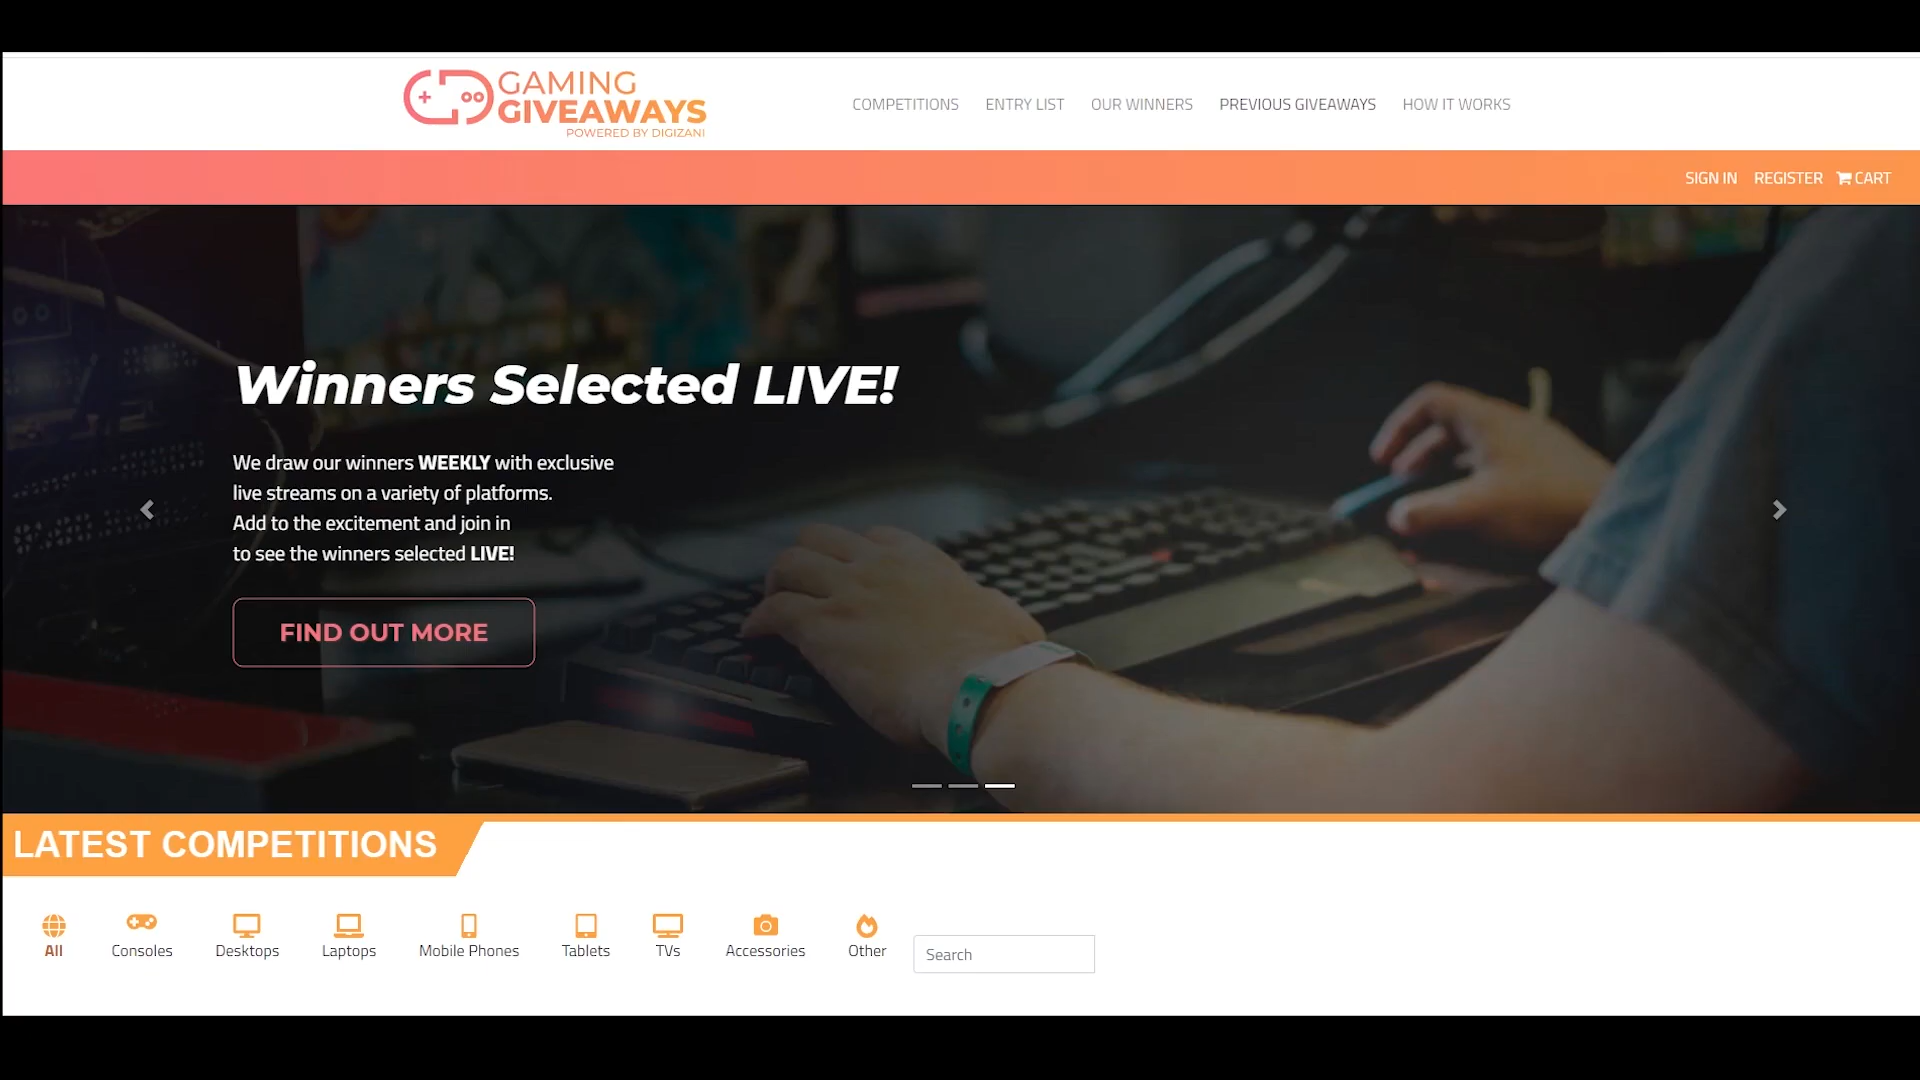 GAMING
GIVEAWAYS
POWERED BY DIGIZANI
COMPETITIONS ENTRY LIST OUR WINNERS PREVIOUS GIVEAWAYS HOW IT WORKS
SIGN IN REGISTER CART
Winners Selected LIVE!
We draw our winners WEEKLY with exclusive
live streams on a variety of platforms.
Add to the excitement and join in
to see the winners selected LIVE!
FIND OUT MORE
LATEST COMPETITIONS
All Consoles Desktops Laptops Mobile Phones Tablets TVs Accessories Other Search